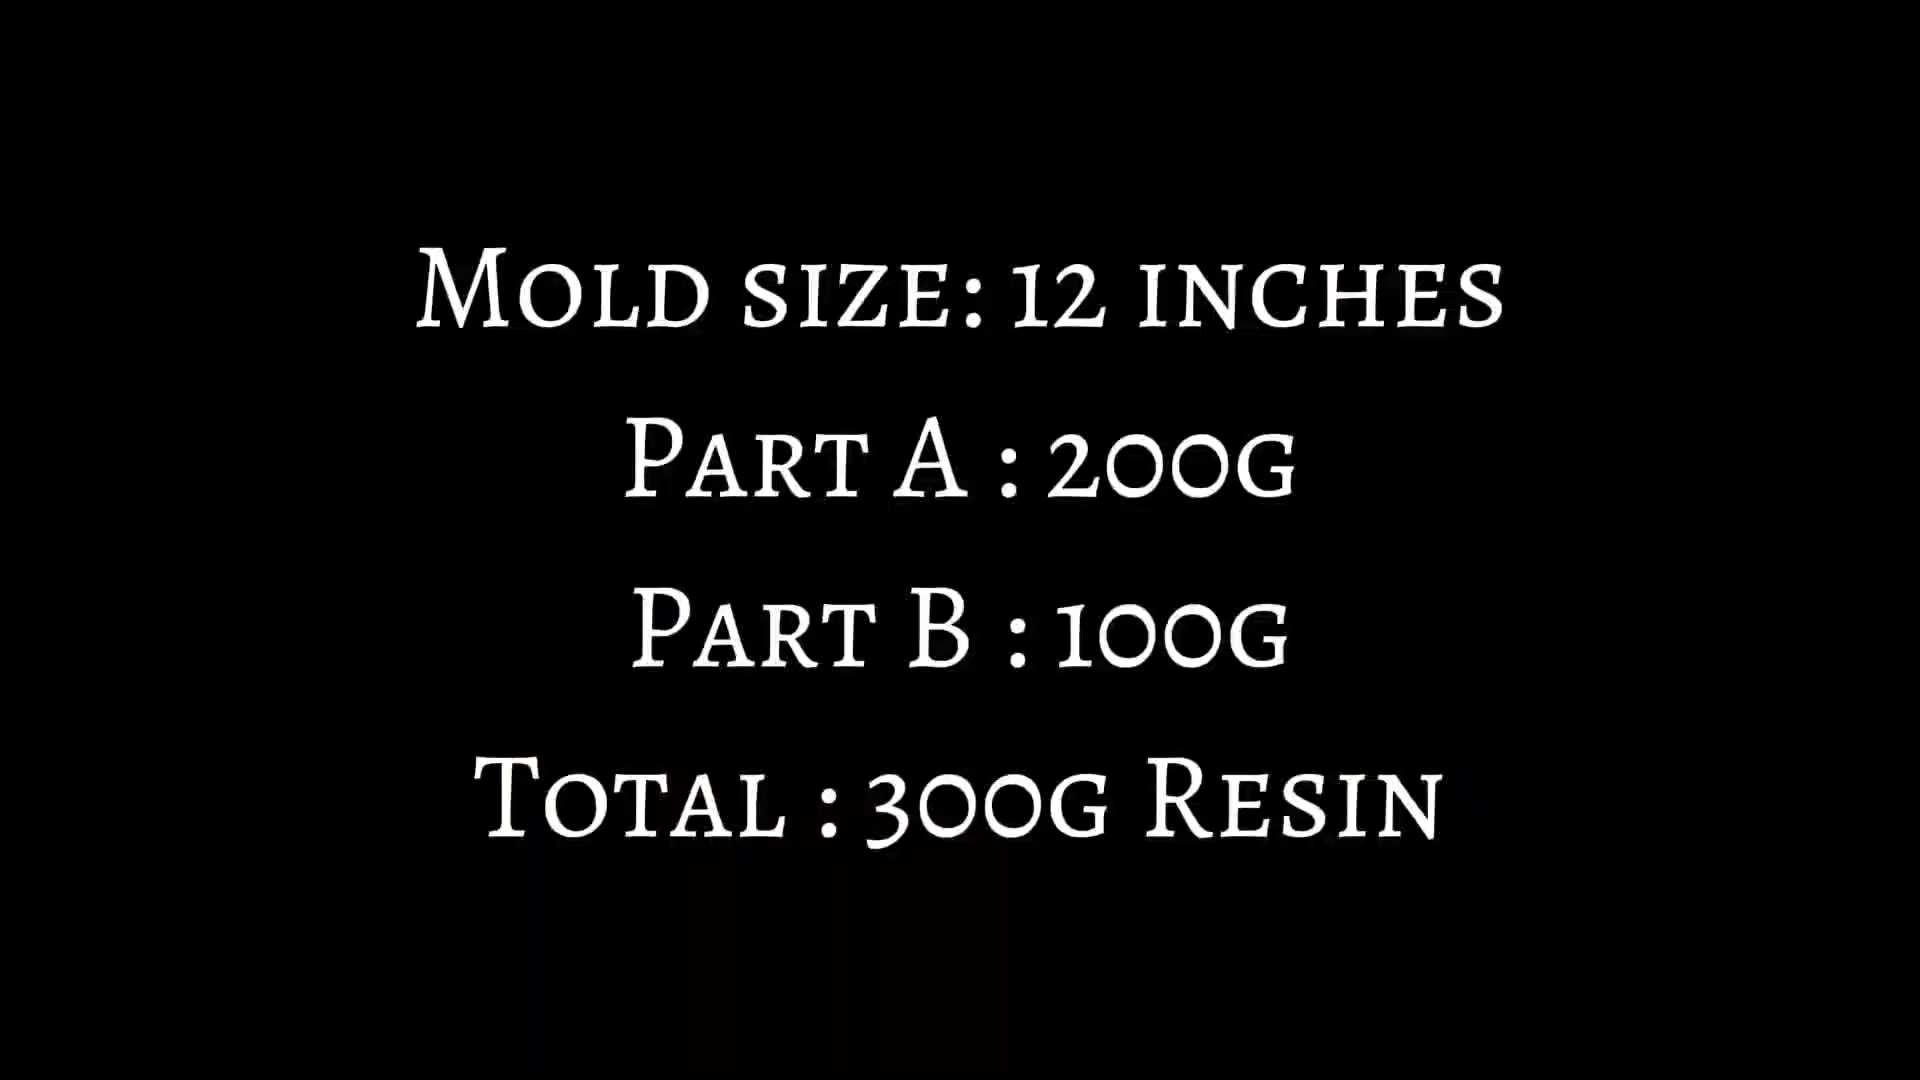 Mold size: 12 inches
Part A : 200g
Part B : 100g
Total : 300g Resin